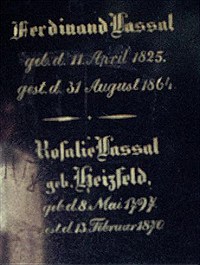 Ferdinand Lassal
geb. d. 11 April 1825.
gest. d. 31 August 1864
Rosalie Lassal
geb. Heizfeld,
geb d. 8 Mai 1797
gest d. 13 Februar 1870